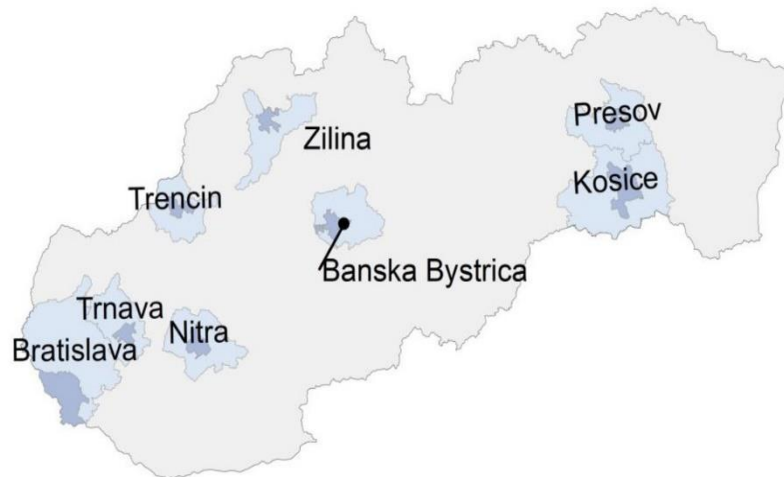 Presov
Zilina
Kosice
Trencin
Banska Bystrica
Trnava
Nitra
Bratislava